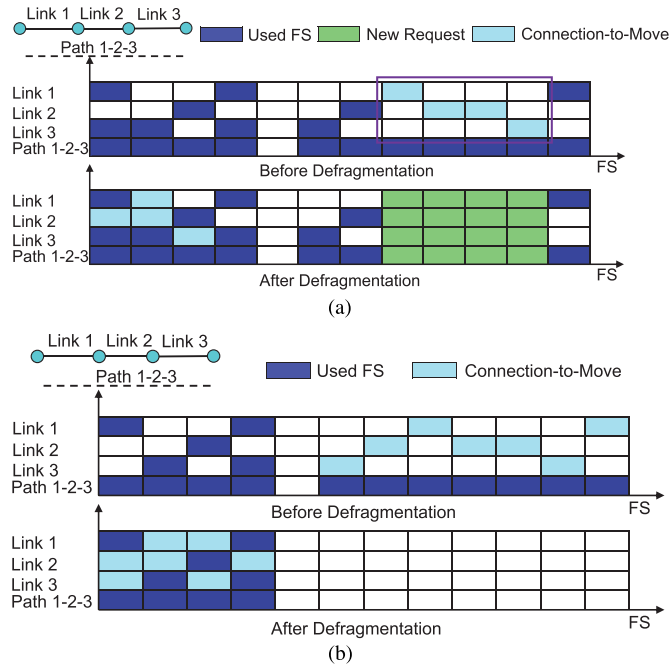 Link 1 Link 2 Link 3
Path 1-2-3
Used FS New Request Connection-to-Move
Link 1
Link 2
Link 3
Path 1-2-3
FS
Before Defragmentation
Link 1
Link 2
Link 3
Path 1-2-3
FS
After Defragmentation
(a)
Link 1 Link 2 Link 3
Path 1-2-3
Used FS Connection-to-Move
Link 1
Link 2
Link 3
Path 1-2-3
FS
Before Defragmentation
Link 1
Link 2
Link 3
Path 1-2-3
FS
After Defragmentation
(b)